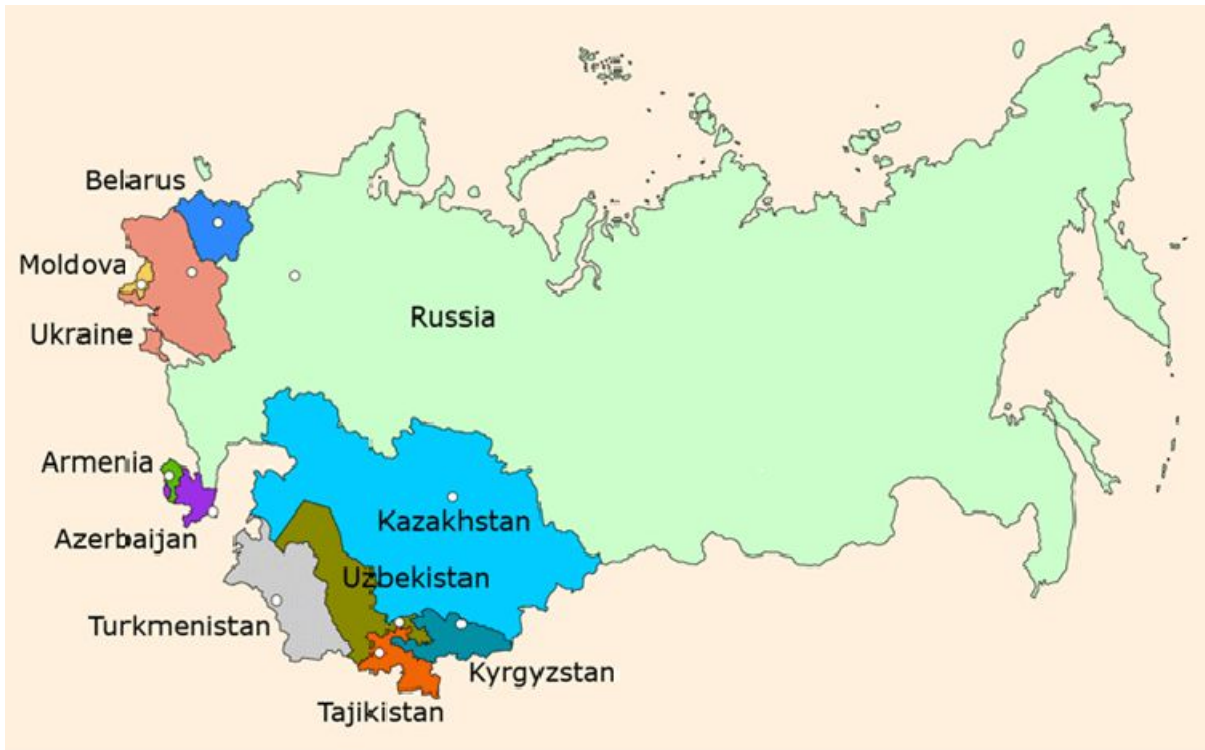 Belarus
Moldova
Ukraine
Russia
Armenia
Azerbaijan
Kazakhstan
Uzbekistan
Turkmenistan
Kyrgyzstan
Tajikistan